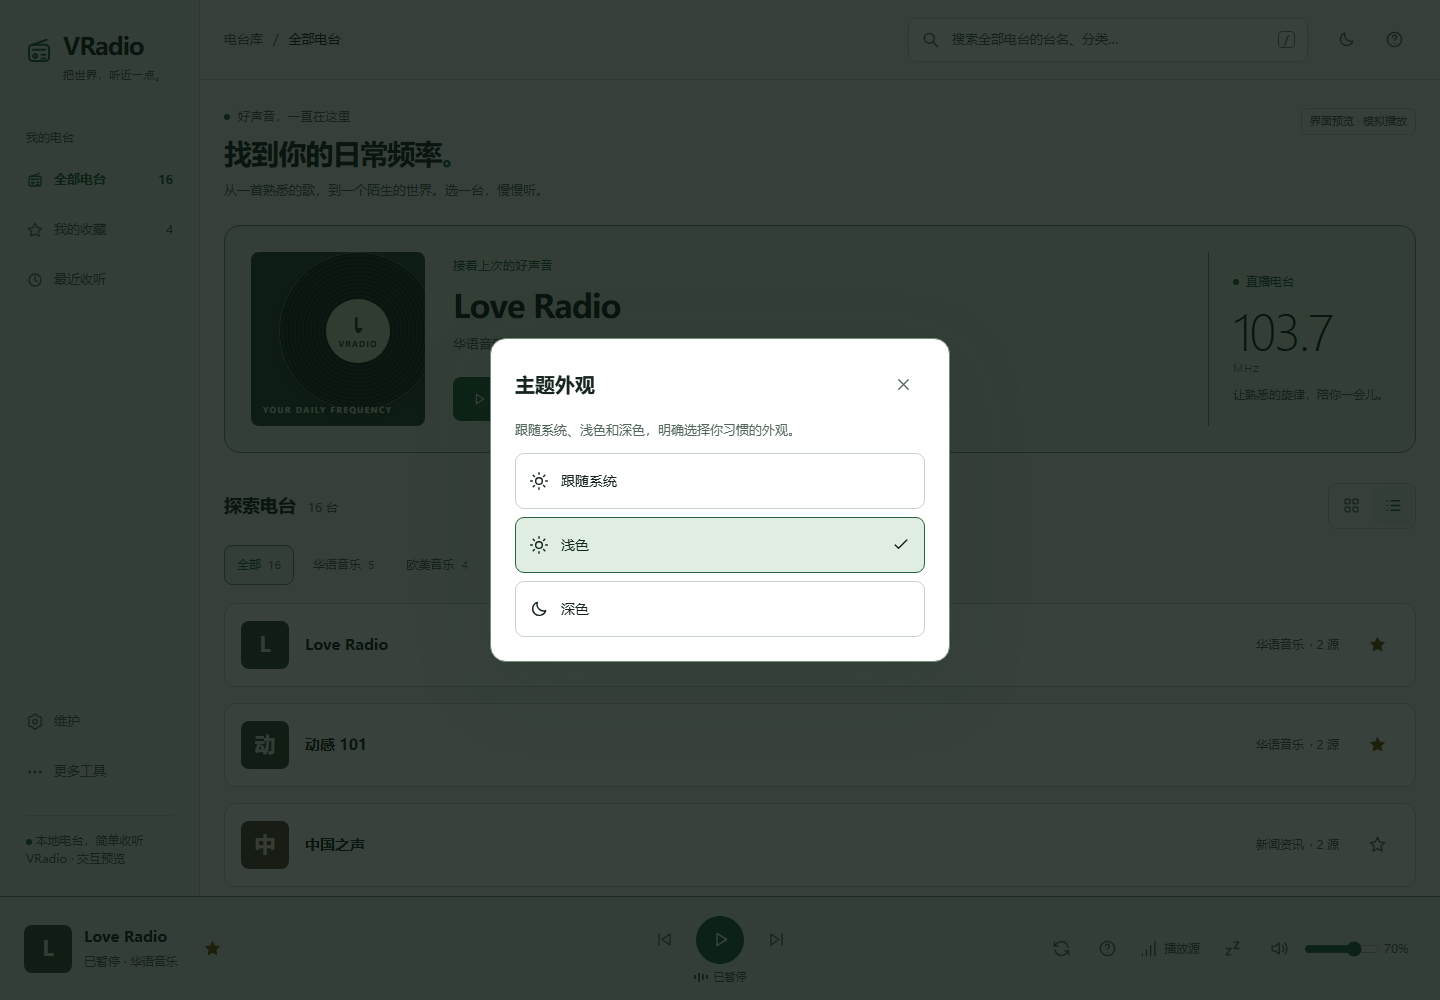 VRadio
把世界，听近一点。
我的电台
全部电台 16
我的收藏 4
最近收听
维护
更多工具
本地电台，简单收听
VRadio · 交互预览
电台库 / 全部电台
搜索全部电台的台名、分类... /
好声音，一直在这里
界面预览 · 模拟播放
找到你的日常频率。
从一首熟悉的歌，到一个陌生的世界。选一台，慢慢听。
VRADIO
YOUR DAILY FREQUENCY
接着上次的好声音
Love Radio
华语音
直播电台
103.7
MHz
让熟悉的旋律，陪你一会儿。
主题外观
跟随系统、浅色和深色，明确选择你习惯的外观。
跟随系统
浅色
深色
探索电台 16 台
全部 16 华语音乐 5 欧美音乐 4
L Love Radio 华语音乐 · 2 源
动 动感 101 华语音乐 · 2 源
中 中国之声 新闻资讯 · 2 源
L Love Radio
已暂停 · 华语音乐
已暂停
播放源
zZ
70%